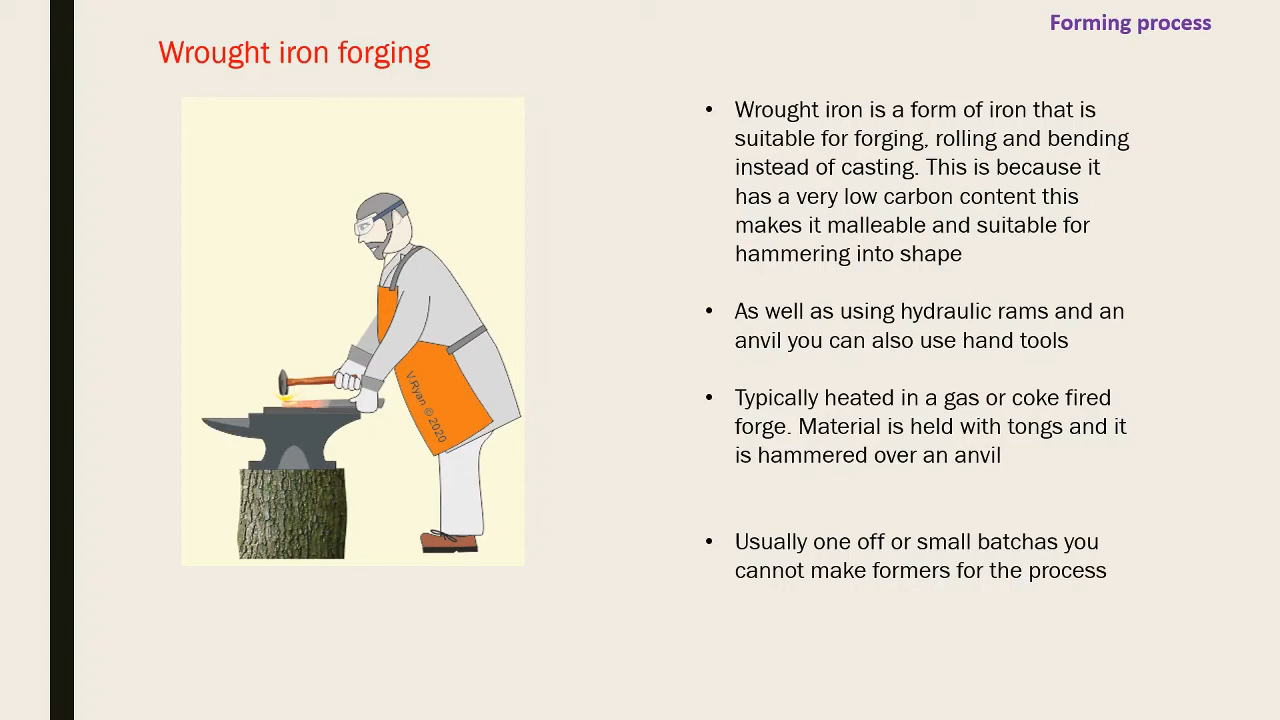 Forming process
Wrought iron forging
• Wrought iron is a form of iron that is
suitable for forging, rolling and bending
instead of casting. This is because it
has a very low carbon content this
makes it malleable and suitable for
hammering into shape
• As well as using hydraulic rams and an
anvil you can also use hand tools
• Typically heated in a gas or coke fired
forge. Material is held with tongs and it
is hammered over an anvil
• Usually one off or small batchas you
cannot make formers for the process
V.Ryan © 2020